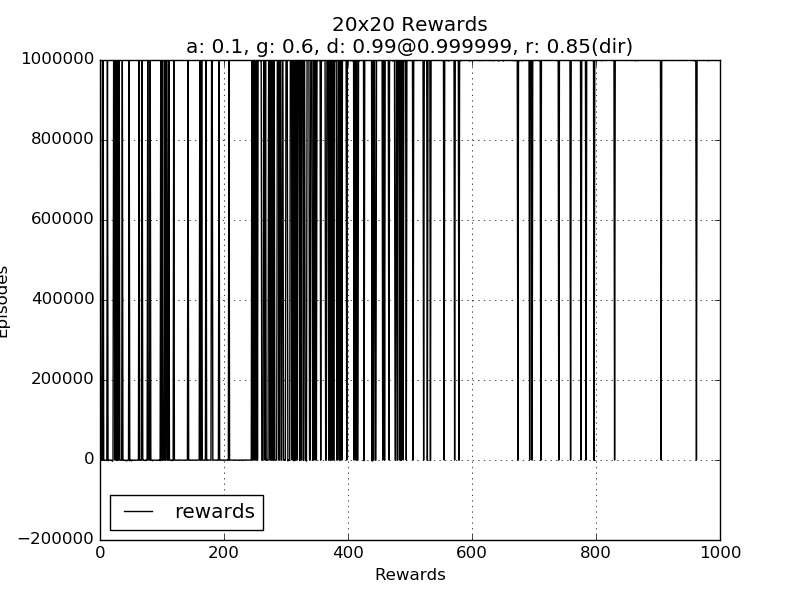 20x20 Rewards
a: 0.1, g: 0.6, d: 0.99@0.999999, r: 0.85(dir)
1000000
800000
600000
400000
200000
0
−200000
Episodes
rewards
0 200 400 600 800 1000
Rewards